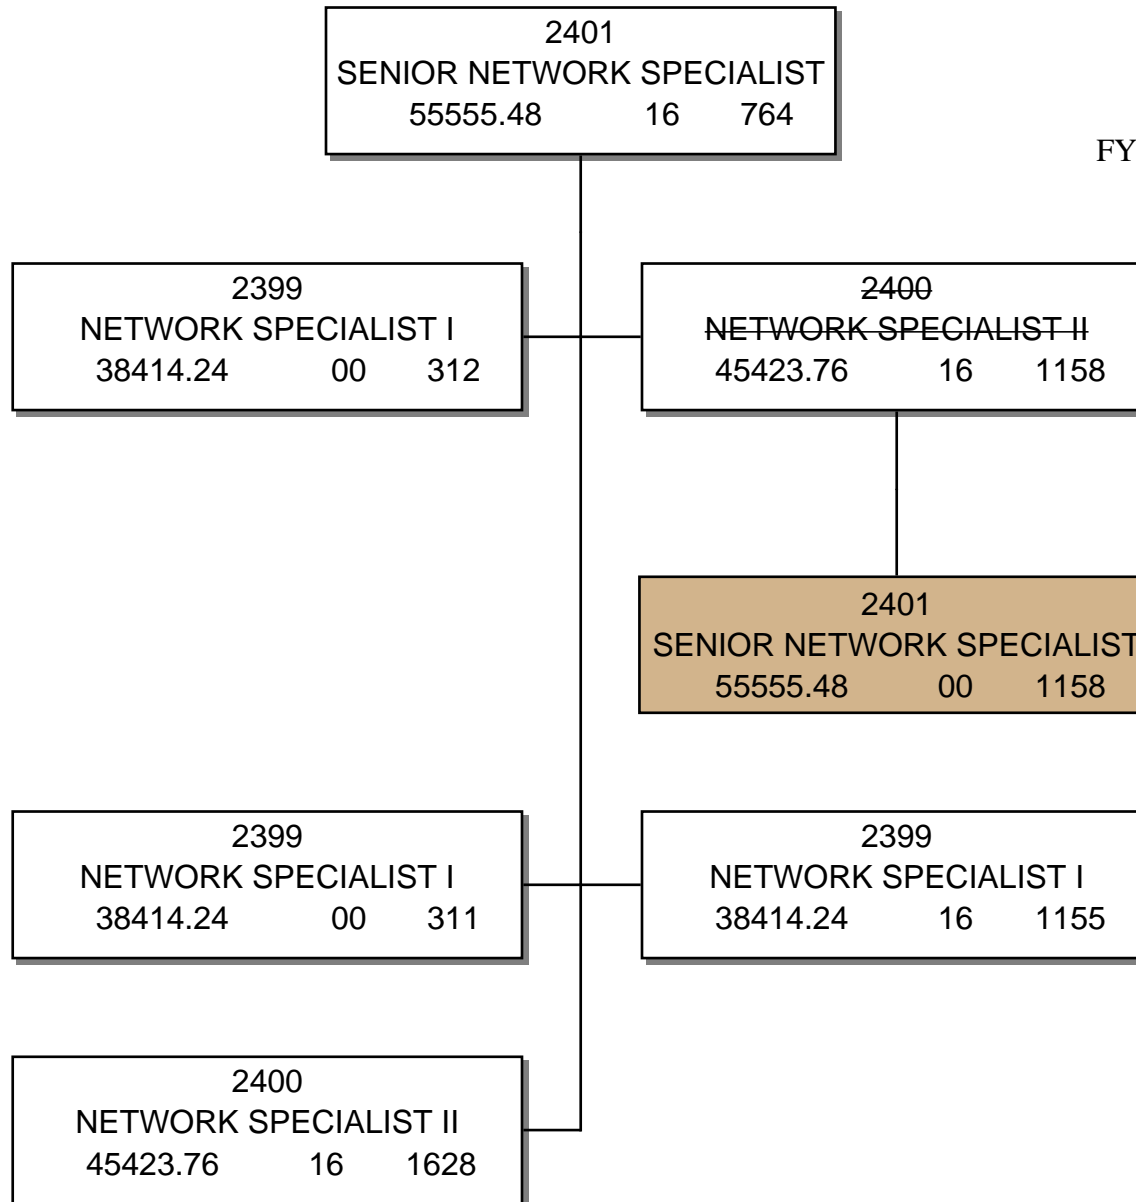 2401
SENIOR NETWORK SPECIALIST
55555.48 16 764
FY
2399
NETWORK SPECIALIST I
38414.24 00 312
2400
NETWORK SPECIALIST II
45423.76 16 1158
2401
SENIOR NETWORK SPECIALIST
55555.48 00 1158
2399
NETWORK SPECIALIST I
38414.24 00 311
2399
NETWORK SPECIALIST I
38414.24 16 1155
2400
NETWORK SPECIALIST II
45423.76 16 1628